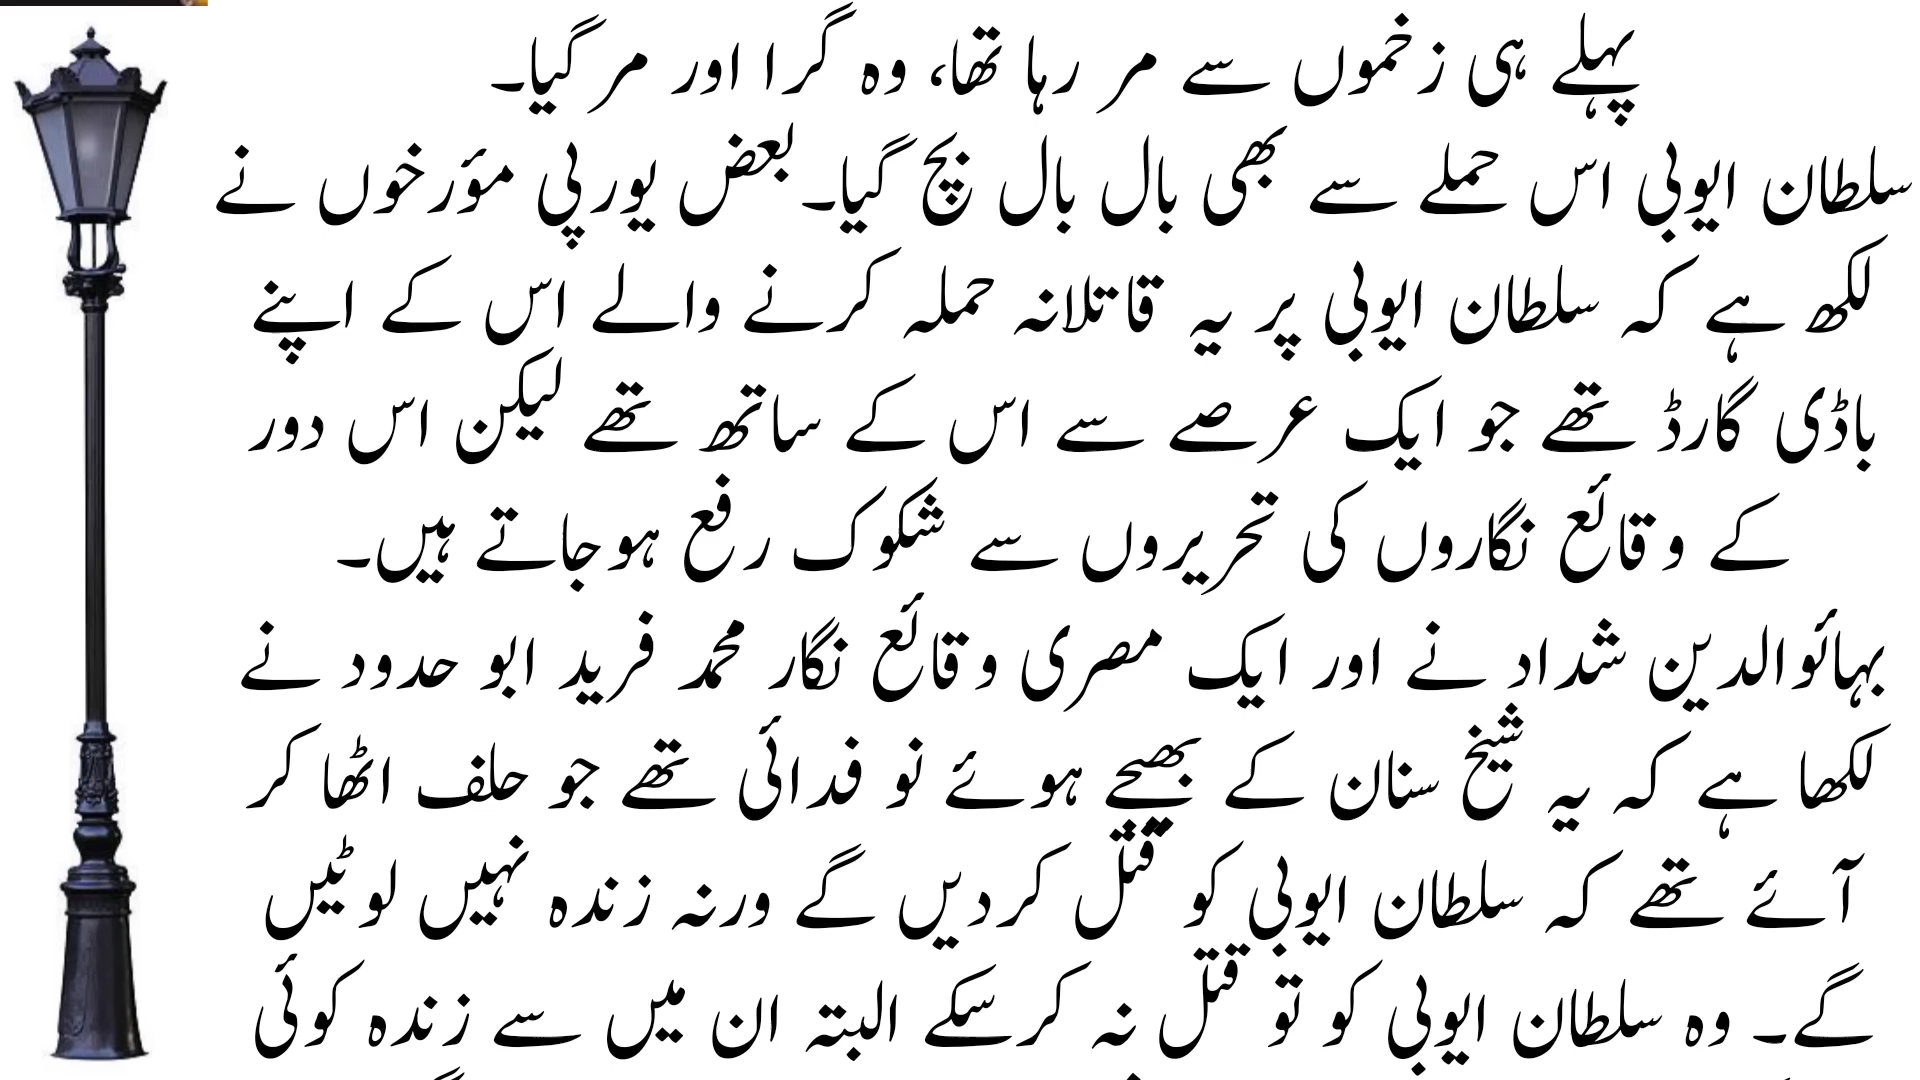 پہلے ہی زخموں سے مر رہا تھا، وہ گرا اور مر گیا۔
سلطان ایوبی اس حملے سے بھی بال بال بچ گیا۔ بعض یورپی مؤرخوں نے
لکھ ہے کہ سلطان ایوبی پر یہ قاتلانہ حملہ کرنے والے اس کے اپنے
باڈی گارڈ تھے جو ایک عرصے سے اس کے ساتھ تھے لیکن اس دور
کے وقائع نگاروں کی تحریروں سے شکوک رفع ہوجاتے ہیں۔
بہائوالدین شداد نے اور ایک مصری وقائع نگار محمد فرید ابو حدود نے
لکھا ہے کہ یہ شیخ سنان کے بھیجے ہوئے نو فدائی تھے جو حلف اٹھا کر
آئے تھے کہ سلطان ایوبی کو قتل کردیں گے ورنہ زندہ نہیں لوٹیں
گے۔ وہ سلطان ایوبی کو تو قتل نہ کرسکے البتہ ان میں سے زندہ کوئی